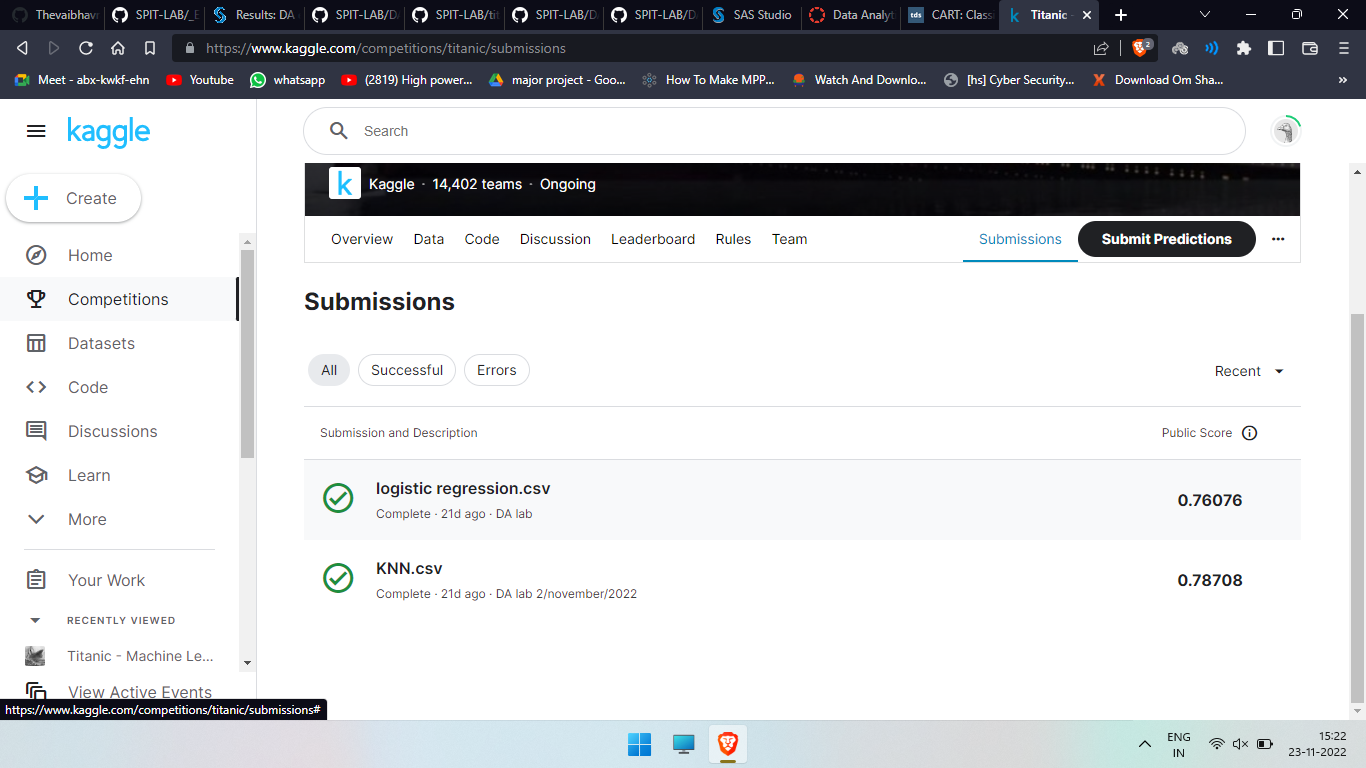 Thevaibhav
SPIT-LAB/_E
Results: DA
SPIT-LAB/DA
SPIT-LAB/tit
SPIT-LAB/DA
SPIT-LAB/DA
SAS Studio
Data Analyt
tds
CART: Classi
k
Titanic -
https://www.kaggle.com/competitions/titanic/submissions
2
Meet - abx-kwkf-ehn
Youtube
whatsapp
(2819) High power...
major project - Goo...
How To Make MPP...
Watch And Downlo...
[hs] Cyber Security...
Download Om Sha...
»
kaggle
Search
Create
k
Kaggle · 14,402 teams · Ongoing
Overview
Data
Code
Discussion
Leaderboard
Rules
Team
Submissions
Submit Predictions
Home
Competitions
Datasets
Code
Discussions
Learn
More
Your Work
RECENTLY VIEWED
Titanic - Machine Le...
View Active Events
Submissions
All
Successful
Errors
Recent
Submission and Description
Public Score
logistic regression.csv
Complete · 21d ago · DA lab
0.76076
KNN.csv
Complete · 21d ago · DA lab 2/november/2022
0.78708
https://www.kaggle.com/competitions/titanic/submissions#
ENG
IN
15:22
23-11-2022